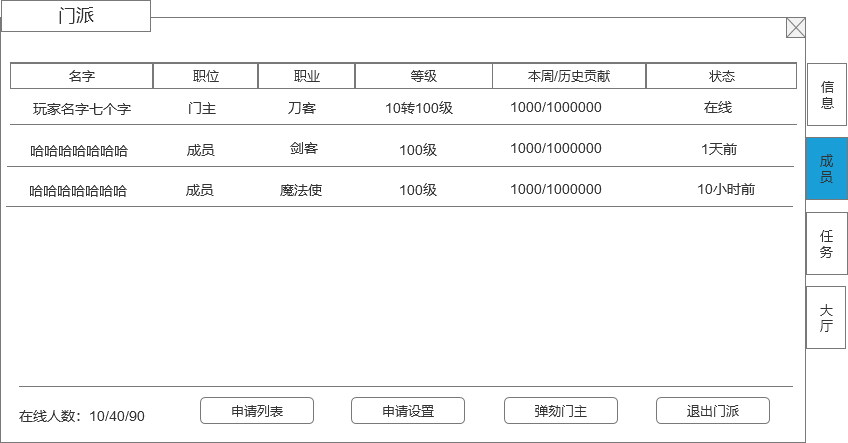 门派
名字 职位 职业 等级 本周/历史贡献 状态
玩家名字七个字 门主 刀客 10转100级 1000/1000000 在线
哈哈哈哈哈哈哈 成员 剑客 100级 1000/1000000 1天前
哈哈哈哈哈哈哈 成员 魔法使 100级 1000/1000000 10小时前
信息
成员
任务
大厅
在线人数：10/40/90 申请列表 申请设置 弹劾门主 退出门派